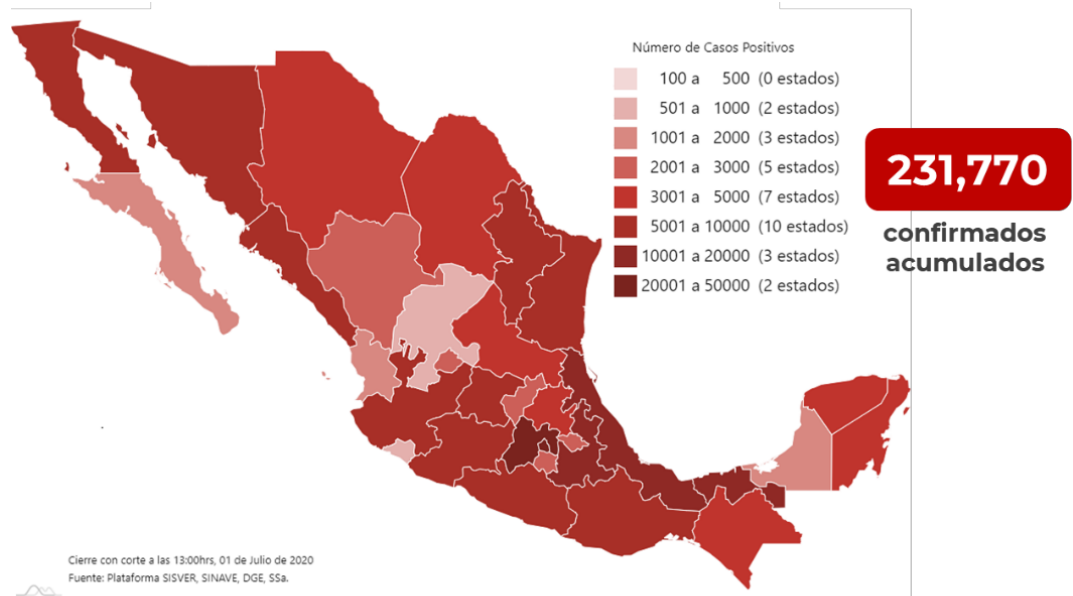 Número de Casos Positivos
100 a 500 (0 estados)
501 a 1000 (2 estados)
1001 a 2000 (3 estados)
2001 a 3000 (5 estados)
3001 a 5000 (7 estados)
5001 a 10000 (10 estados)
10001 a 20000 (3 estados)
20001 a 50000 (2 estados)
231,770
confirmados
acumulados
Cierre con corte a las 13:00hrs, 01 de Julio de 2020
Fuente: Plataforma SISVER, SINAVE, DGE, SSa.